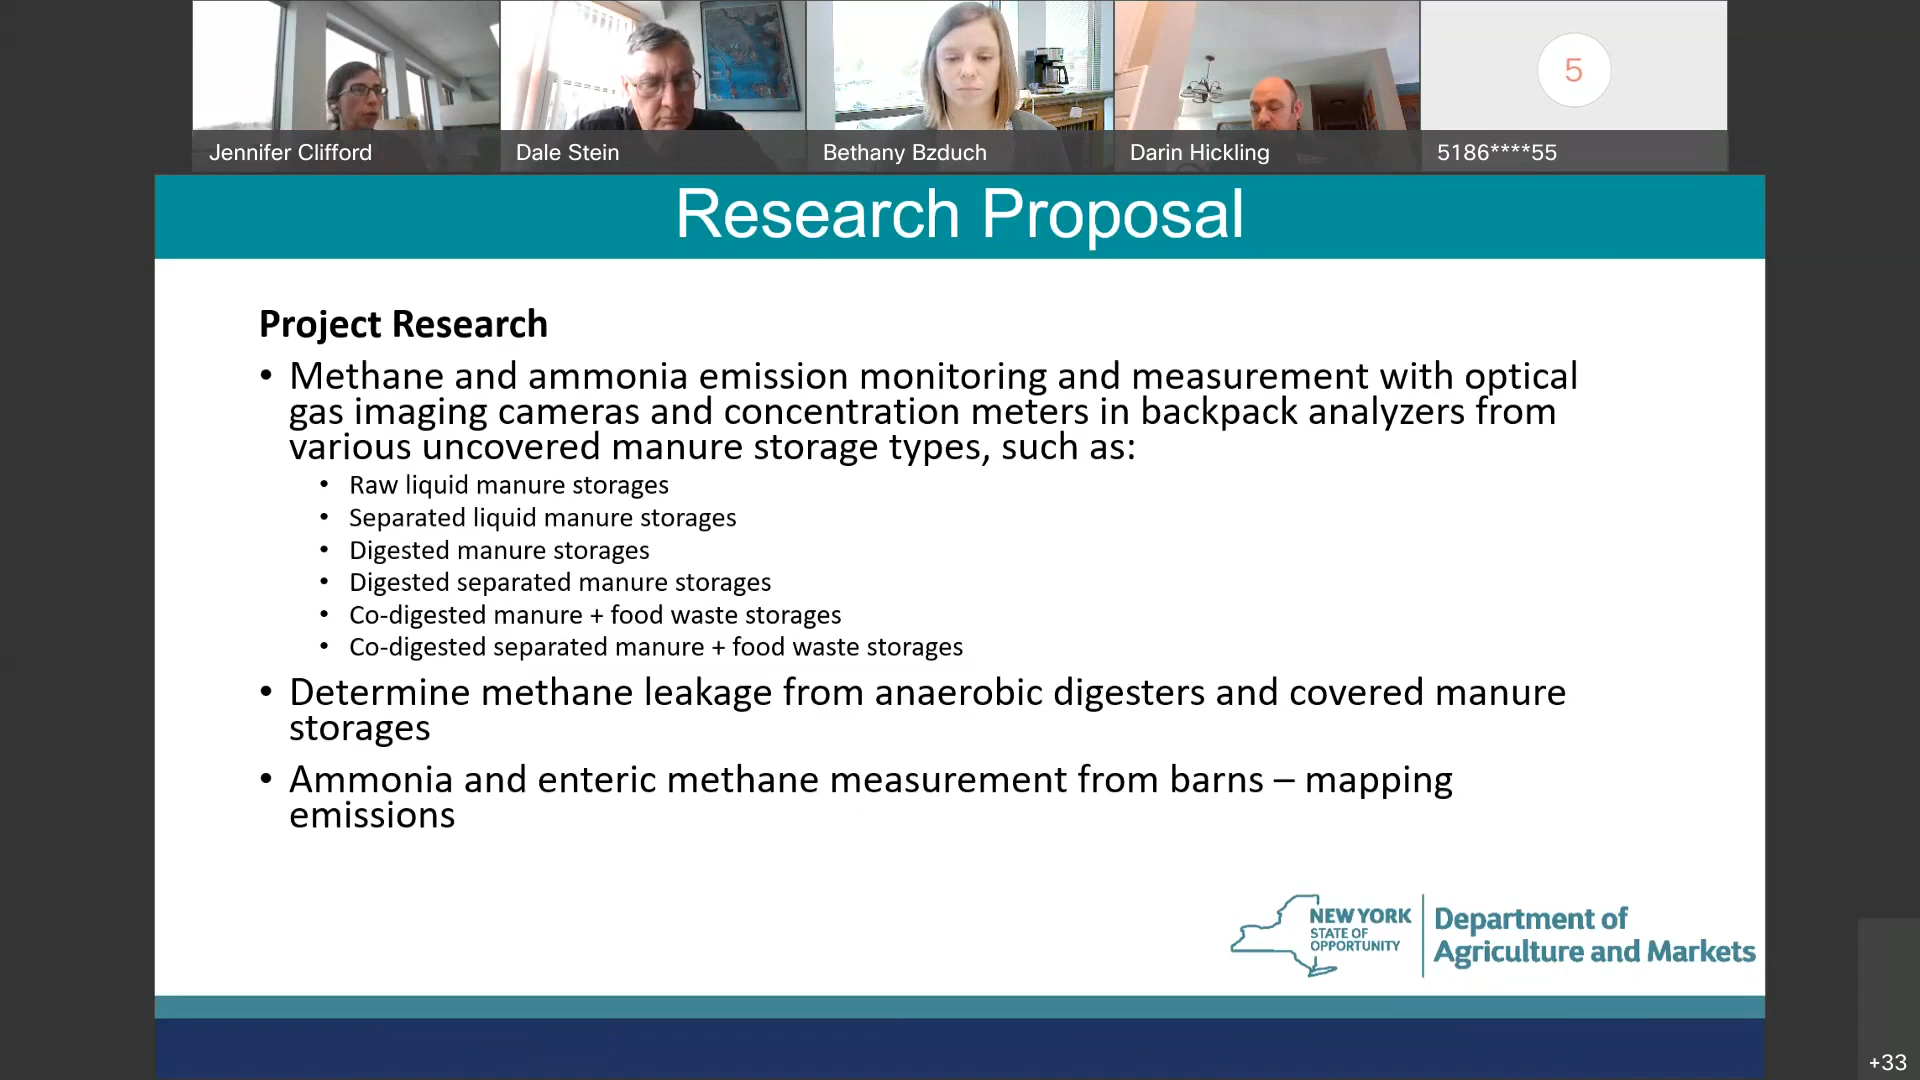 5
Jennifer Clifford
Dale Stein
Bethany Bzduch
Darin Hickling
5186****55
Research Proposal
Project Research
• Methane and ammonia emission monitoring and measurement with optical
gas imaging cameras and concentration meters in backpack analyzers from
various uncovered manure storage types, such as:
• Raw liquid manure storages
• Separated liquid manure storages
• Digested manure storages
• Digested separated manure storages
• Co-digested manure + food waste storages
• Co-digested separated manure + food waste storages
• Determine methane leakage from anaerobic digesters and covered manure
storages
• Ammonia and enteric methane measurement from barns – mapping
emissions
NEW YORK
STATE OF
OPPORTUNITY
Department of
Agriculture and Markets
+33